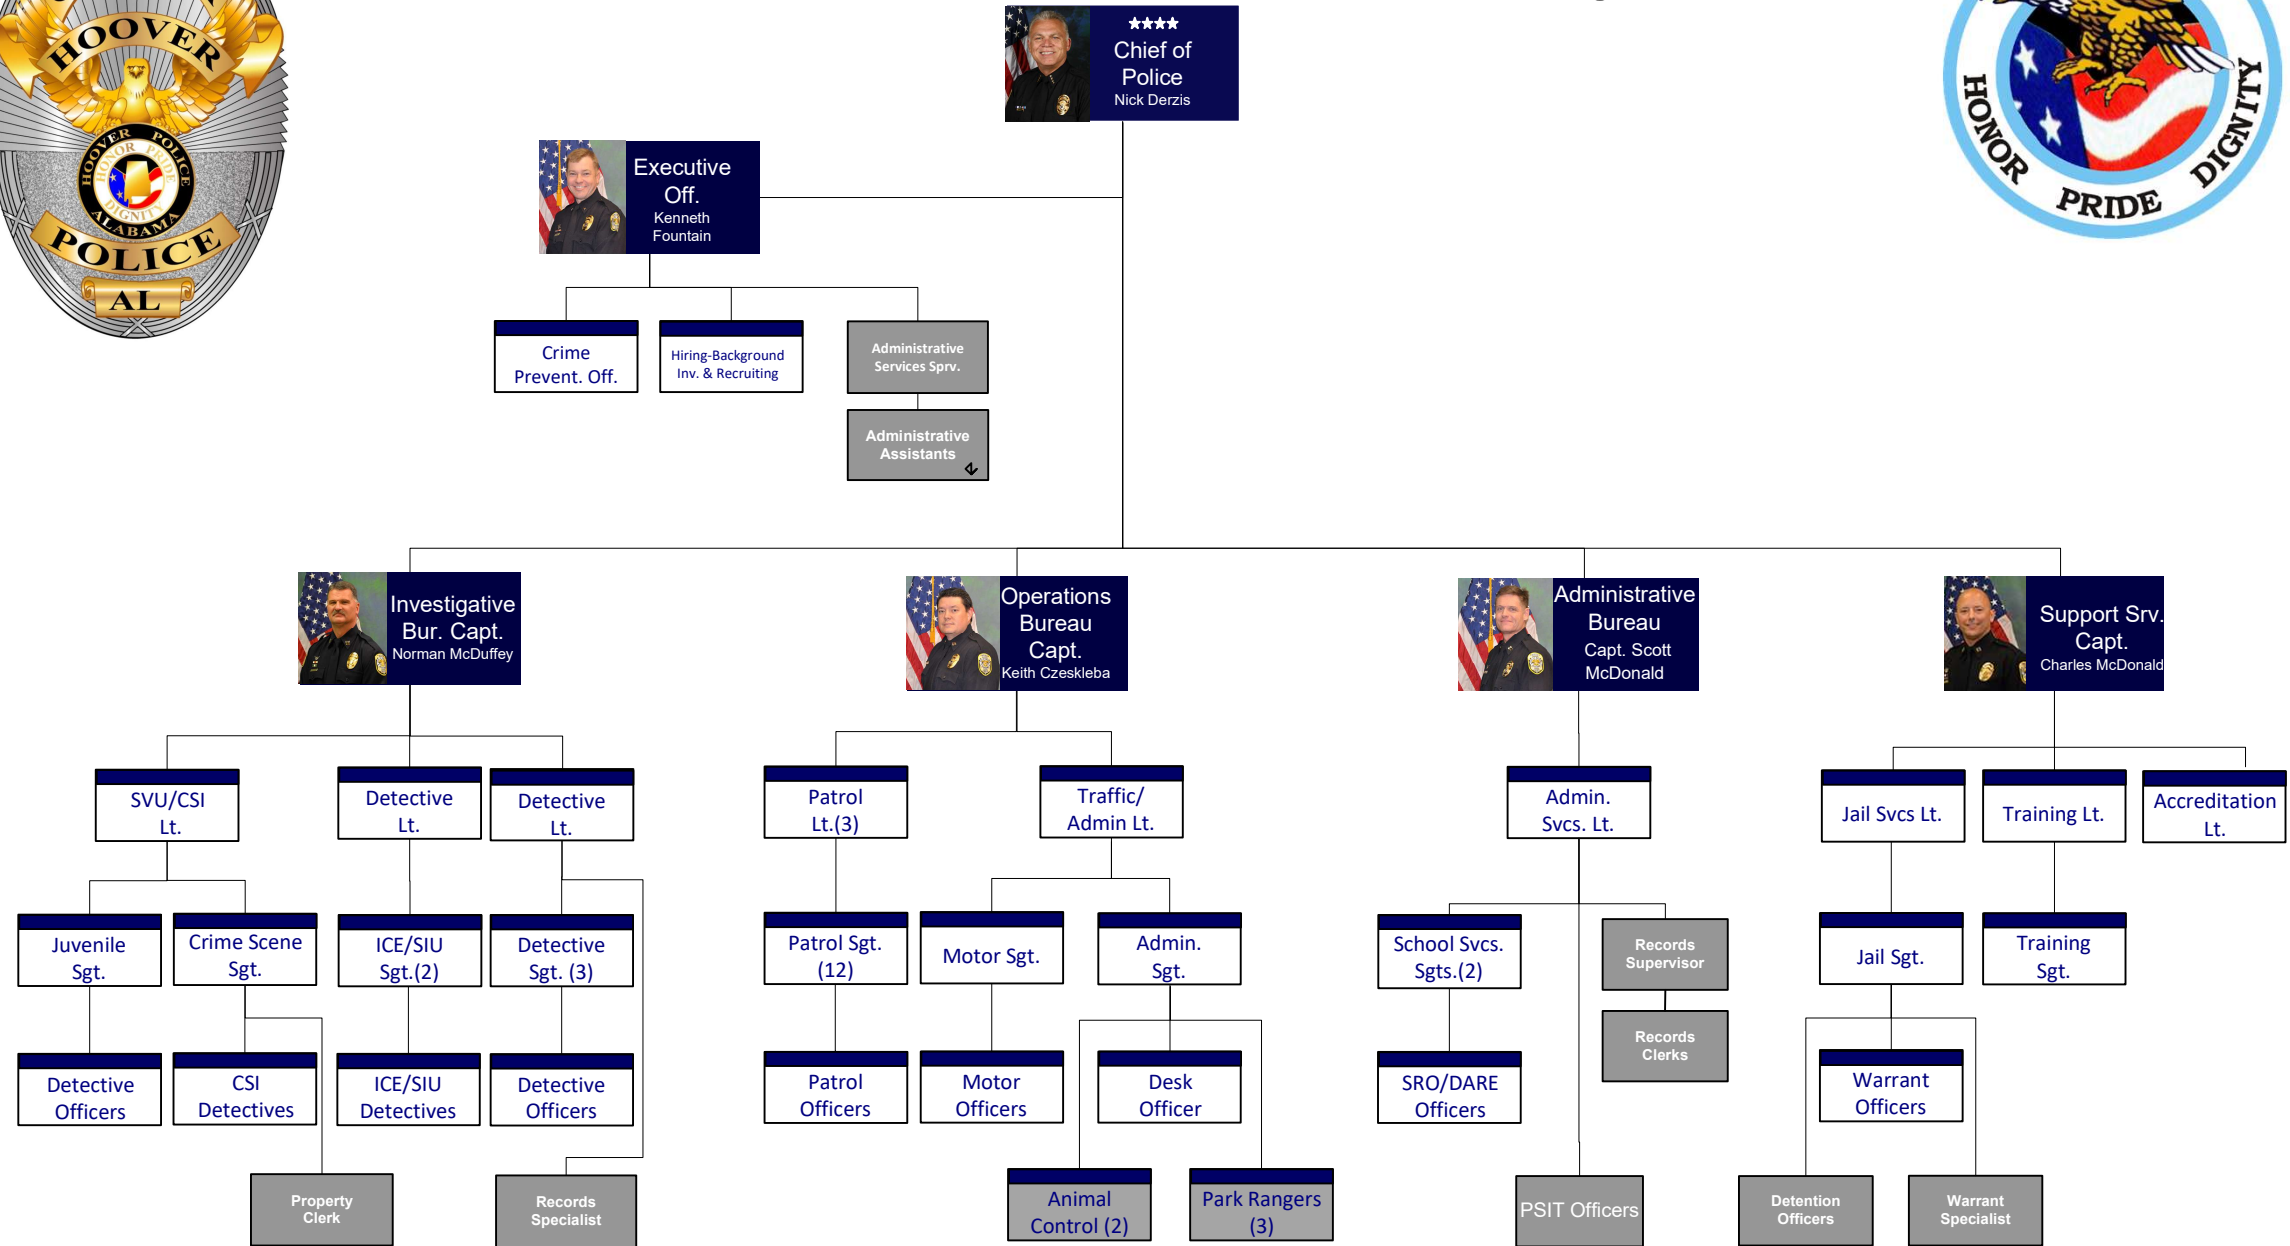 HOOVER
HOOVER POLICE
HONOR PRIDE
DIGNITY
ALABAMA
POLICE
AL
★★★★
Chief of
Police
Nick Derzis
HONOR PRIDE DIGNITY
Executive
Off.
Kenneth
Fountain
Crime
Prevent. Off.
Hiring-Background
Inv. & Recruiting
Administrative
Services Sprv.
Administrative
Assistants
Investigative
Bur. Capt.
Norman McDuffey
Operations
Bureau
Capt.
Keith Czeskleba
Administrative
Bureau
Capt. Scott
McDonald
Support Srv.
Capt.
Charles McDonald
SVU/CSI
Lt.
Detective
Lt.
Detective
Lt.
Patrol
Lt.(3)
Traffic/
Admin Lt.
Admin.
Svcs. Lt.
Jail Svcs Lt.
Training Lt.
Accreditation
Lt.
Juvenile
Sgt.
Crime Scene
Sgt.
ICE/SIU
Sgt.(2)
Detective
Sgt. (3)
Patrol Sgt.
(12)
Motor Sgt.
Admin.
Sgt.
School Svcs.
Sgts.(2)
Records
Supervisor
Jail Sgt.
Training
Sgt.
Records
Clerks
Detective
Officers
CSI
Detectives
ICE/SIU
Detectives
Detective
Officers
Patrol
Officers
Motor
Officers
Desk
Officer
SRO/DARE
Officers
Warrant
Officers
Property
Clerk
Records
Specialist
Animal
Control (2)
Park Rangers
(3)
PSIT Officers
Detention
Officers
Warrant
Specialist